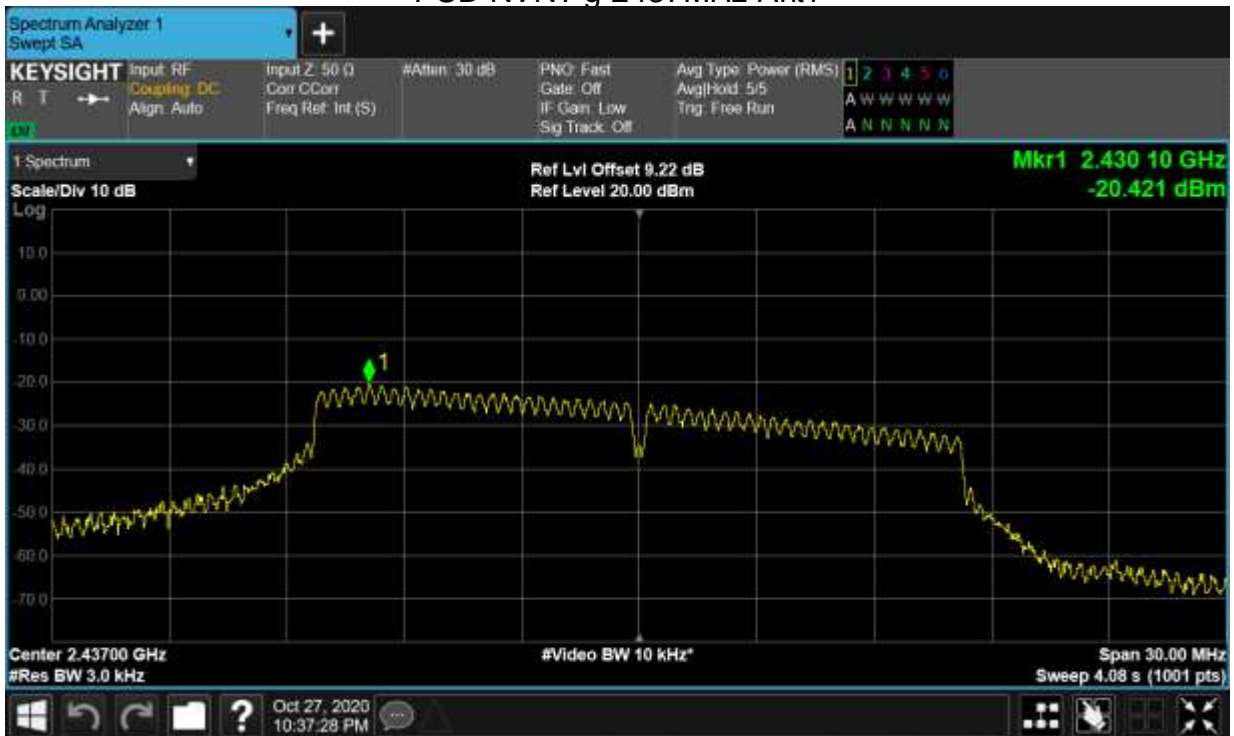 Spectrum Analyzer 1
Swept SA
KEYSIGHT Input: RF Input Z: 50 Ω #Atten: 30 dB PNO: Fast Avg Type: Power (RMS) 1 2 3 4 5 6
R T Coupling: DC Corr CCorr Gate: Off Avg|Hold: 5/5 A W W W W W
Align: Auto Freq Ref: Int (S) IF Gain: Low Trig: Free Run
Sig Track: Off A N N N N N
1 Spectrum
Ref Lvl Offset 9.22 dB Mkr1 2.430 10 GHz
Scale/Div 10 dB Ref Level 20.00 dBm -20.421 dBm
Log
10.0
0.00
-10.0
1
-20.0
-30.0
-40.0
-50.0
-60.0
-70.0
Center 2.43700 GHz #Video BW 10 kHz* Span 30.00 MHz
#Res BW 3.0 kHz Sweep 4.08 s (1001 pts)
? Oct 27, 2020
10:37:28 PM